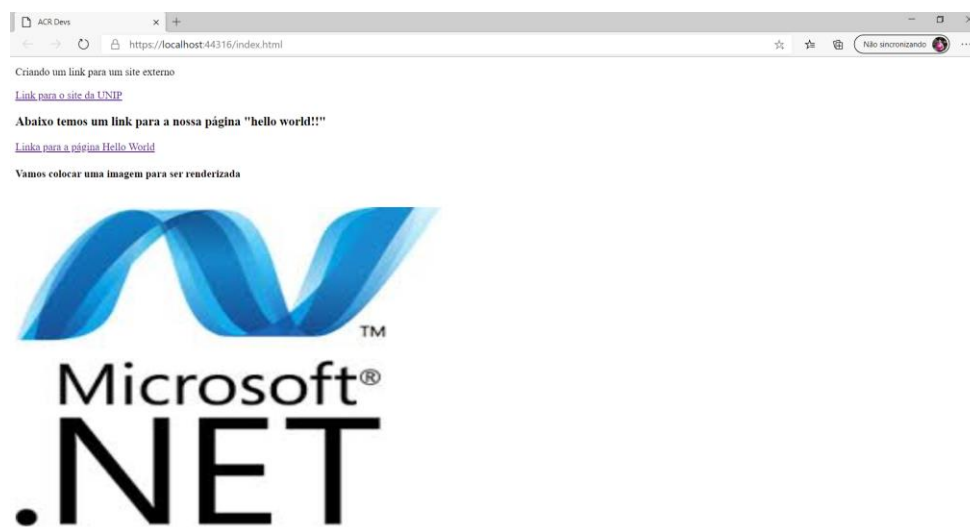 ACR Devs
https://localhost:44316/index.html
Não sincronizando
Criando um link para um site externo
Link para o site da UNIP
Abaixo temos um link para a nossa página "hello world!!"
Linka para a página Hello World
Vamos colocar uma imagem para ser renderizada
TM
Microsoft®
.NET